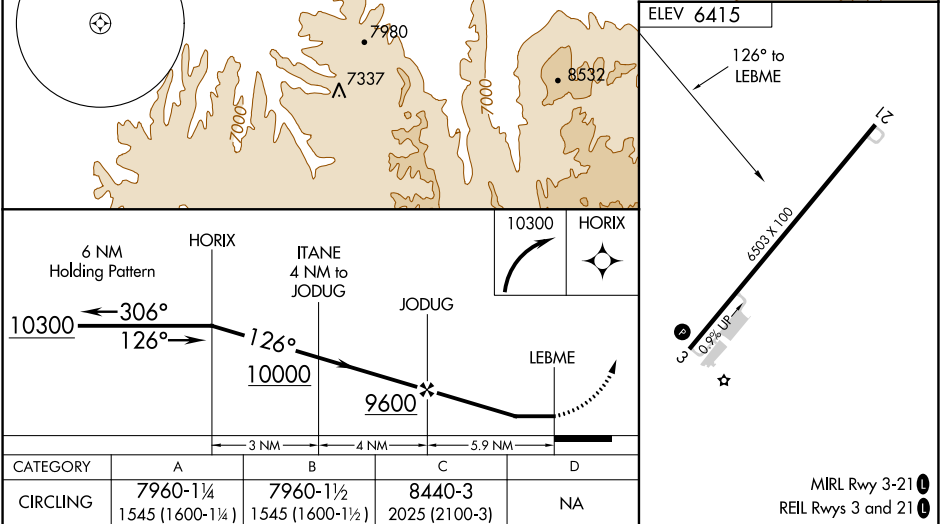 7980
7337
8532
7000
7000
ELEV 6415
126° to
LEBME
21
6503 X 100
P
0.9% UP
3
10300
HORIX
6 NM
Holding Pattern
HORIX
ITANE
4 NM to
JODUG
JODUG
LEBME
10300
306°
126°
126°
10000
9600
3 NM
4 NM
5.9 NM
CATEGORY A B C D
CIRCLING 7960-1¼ 7960-1½ 8440-3 NA
1545 (1600-1¼) 1545 (1600-1½) 2025 (2100-3)
MIRL Rwy 3-21 L
REIL Rwys 3 and 21 L